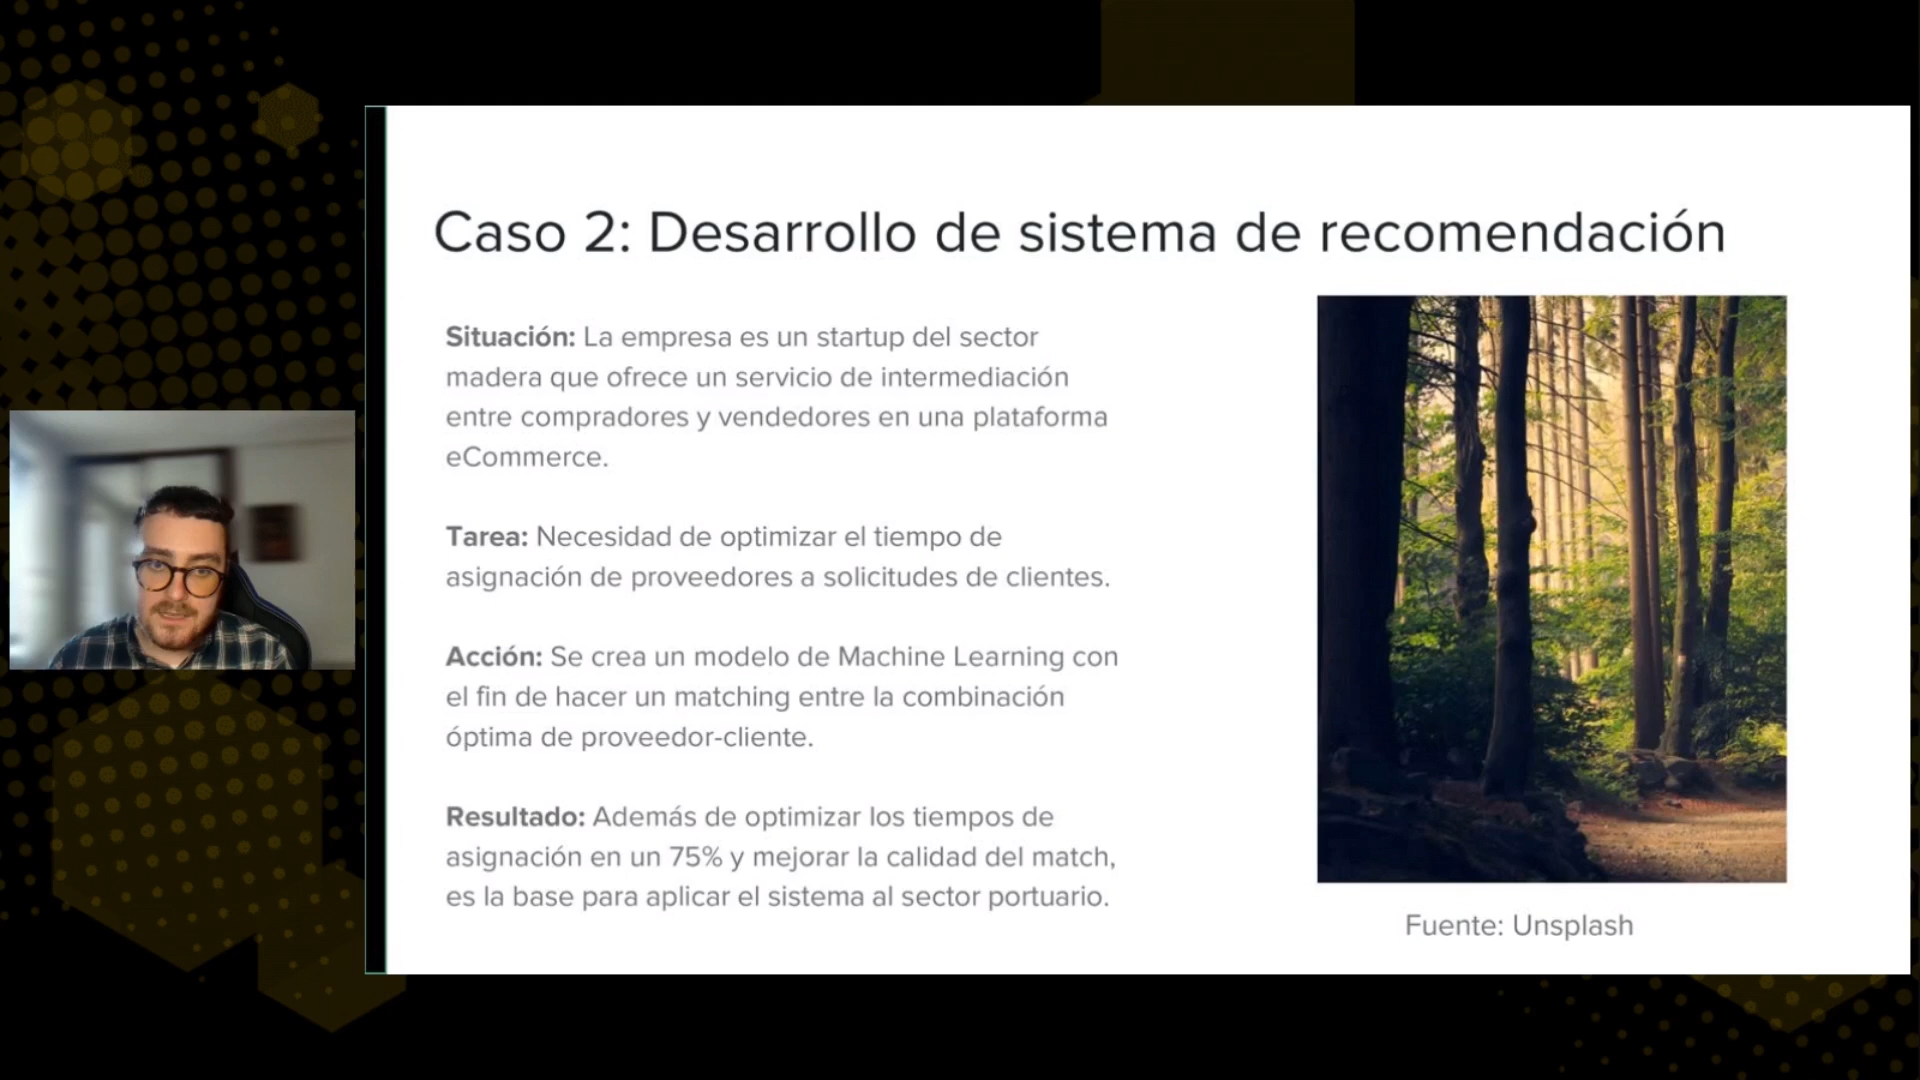 Caso 2: Desarrollo de sistema de recomendación
Situación: La empresa es un startup del sector
madera que ofrece un servicio de intermediación
entre compradores y vendedores en una plataforma
eCommerce.
Tarea: Necesidad de optimizar el tiempo de
asignación de proveedores a solicitudes de clientes.
Acción: Se crea un modelo de Machine Learning con
el fin de hacer un matching entre la combinación
óptima de proveedor-cliente.
Resultado: Además de optimizar los tiempos de
asignación en un 75% y mejorar la calidad del match,
es la base para aplicar el sistema al sector portuario.
Fuente: Unsplash